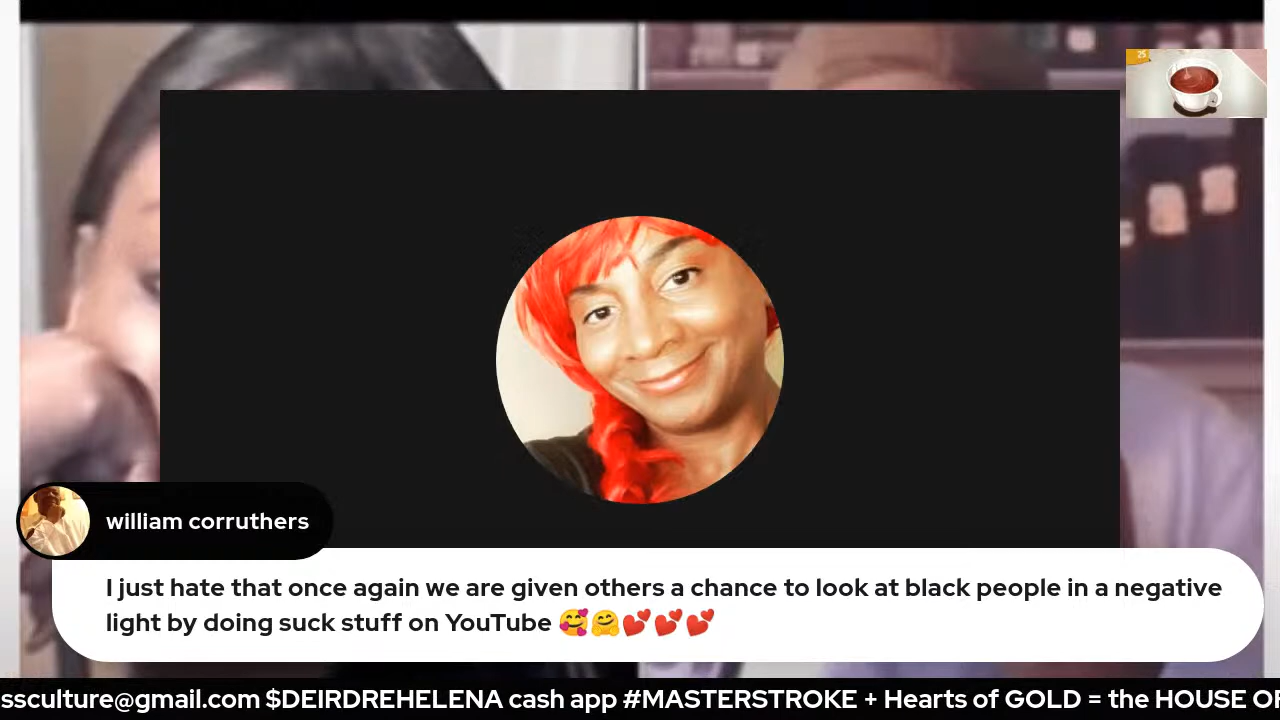 25
william corruthers
I just hate that once again we are given others a chance to look at black people in a negative
light by doing suck stuff on YouTube 🥰🤗💕💕💕
ssculture@gmail.com $DEIRDREHELENA cash app #MASTERSTROKE + Hearts of GOLD = the HOUSE OF